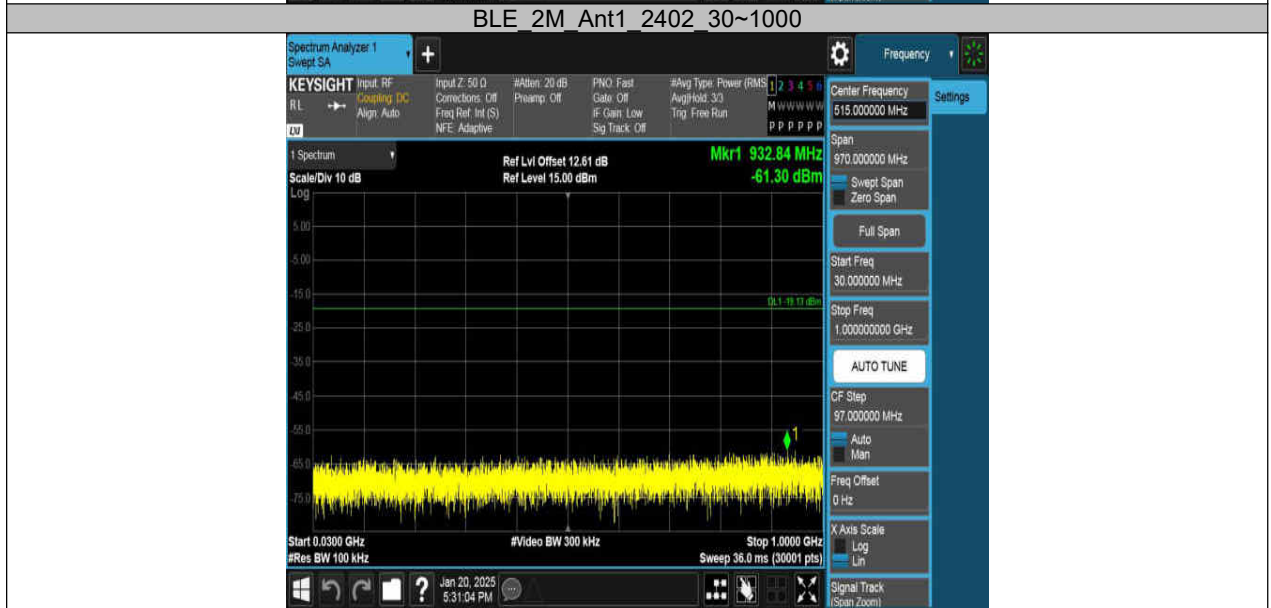 BLE_2M_Ant1_2402_30~1000
Spectrum Analyzer 1
Swept SA
+
Frequency
KEYSIGHT
RL
Input: RF
Coupling: DC
Align: Auto
Input Z: 50 Ω
Corrections: Off
Freq Ref: Int (S)
NFE: Adaptive
#Atten: 20 dB
Preamp: Off
PNO: Fast
Gate: Off
IF Gain: Low
Sig Track: Off
#Avg Type: Power (RMS
Avg|Hold: 3/3
Trig: Free Run
1 2 3 4 5 6
M W W W W W
P P P P P P
Center Frequency
515.000000 MHz
Settings
Span
970.000000 MHz
Swept Span
Zero Span
Full Span
Start Freq
30.000000 MHz
Stop Freq
1.000000000 GHz
AUTO TUNE
CF Step
97.000000 MHz
Auto
Man
Freq Offset
0 Hz
X Axis Scale
Log
Lin
Signal Track
(Span Zoom)
1 Spectrum
Scale/Div 10 dB
Log
Ref Lvl Offset 12.61 dB
Ref Level 15.00 dBm
Mkr1 932.84 MHz
-61.30 dBm
5.00
-5.00
-15.0
-25.0
-35.0
-45.0
-55.0
-65.0
-75.0
1
Start 0.0300 GHz
#Res BW 100 kHz
#Video BW 300 kHz
Stop 1.0000 GHz
Sweep 36.0 ms (30001 pts)
?
Jan 20, 2025
5:31:04 PM